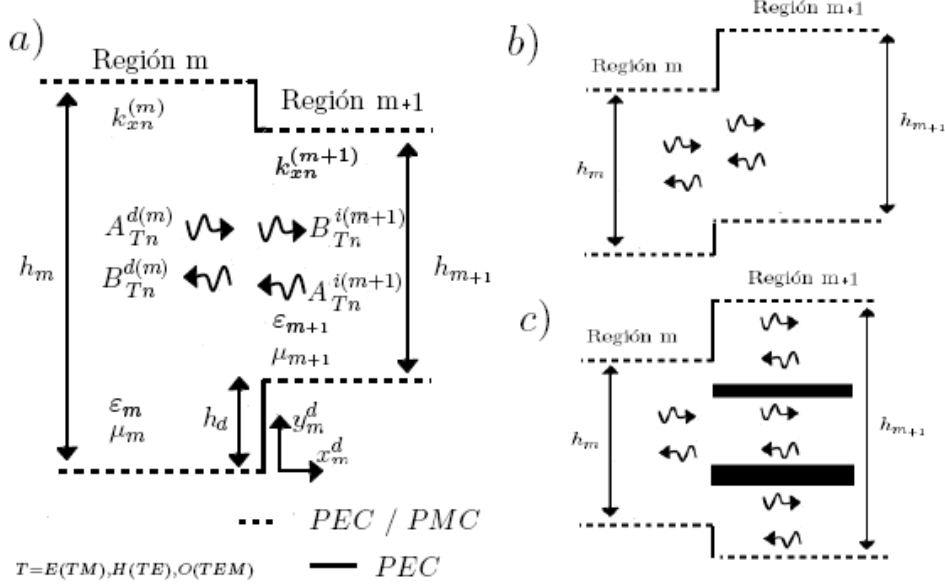 a)
Región m
Región m+1
k_{xn}^{(m)}
k_{xn}^{(m+1)}
A_{Tn}^{d(m)}
B_{Tn}^{i(m+1)}
h_m
B_{Tn}^{d(m)}
A_{Tn}^{i(m+1)}
h_{m+1}
ε_{m+1}
μ_{m+1}
ε_m
μ_m
h_d
y_m^d
x_m^d
PEC / PMC
T=E(TM),H(TE),O(TEM)
PEC
b)
Región m+1
Región m
h_m
h_{m+1}
c)
Región m+1
Región m
h_m
h_{m+1}